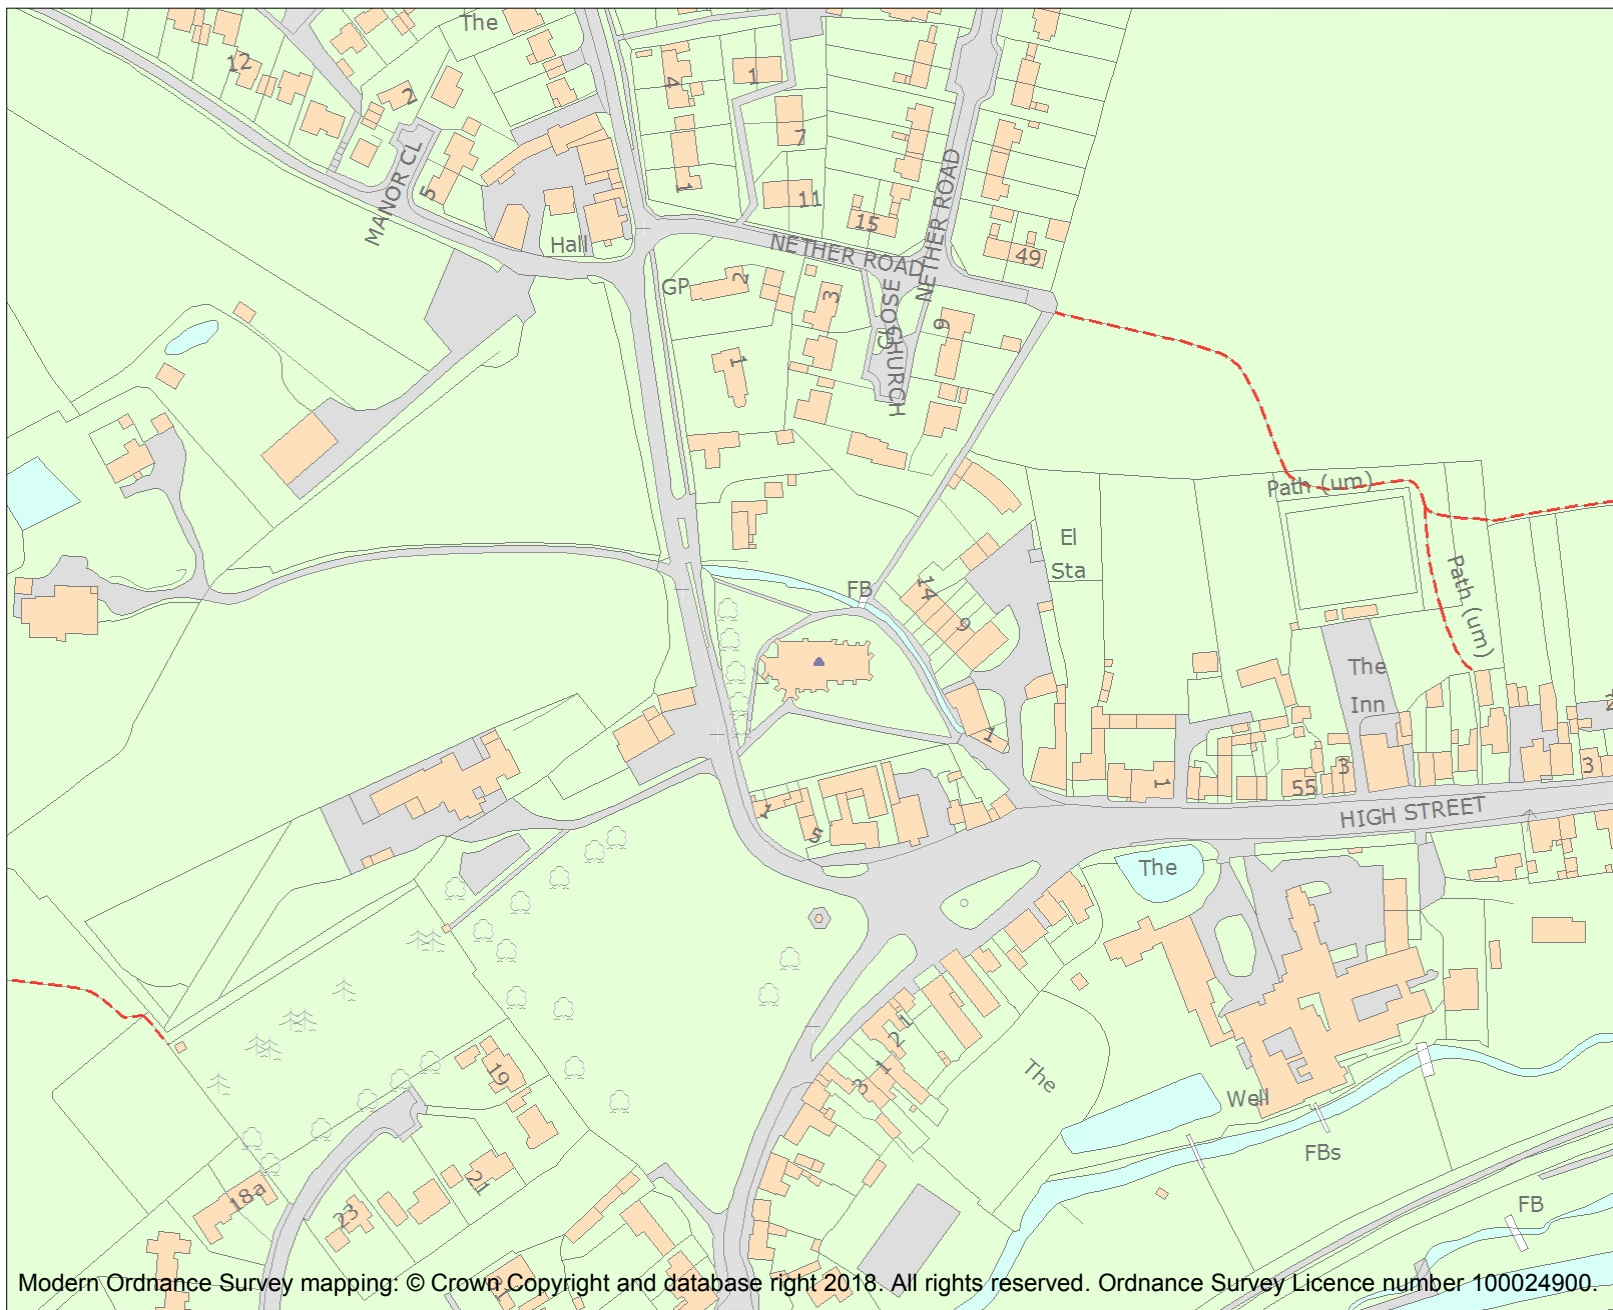 The
12
4
1
2
7
MANOR CL
5
1
11
15
NETHER ROAD
Hall
NETHER ROAD
49
GP
2
3
CHURCH CLOSE
9
1
Path (um)
El
Sta
Path (um)
FB
14
9
The
Inn
1
1
3
55
3
1
5
HIGH STREET
The
2
1
1
3
The
19
Well
FBs
18a
21
23
FB
Modern Ordnance Survey mapping: © Crown Copyright and database right 2018. All rights reserved. Ordnance Survey Licence number 100024900.